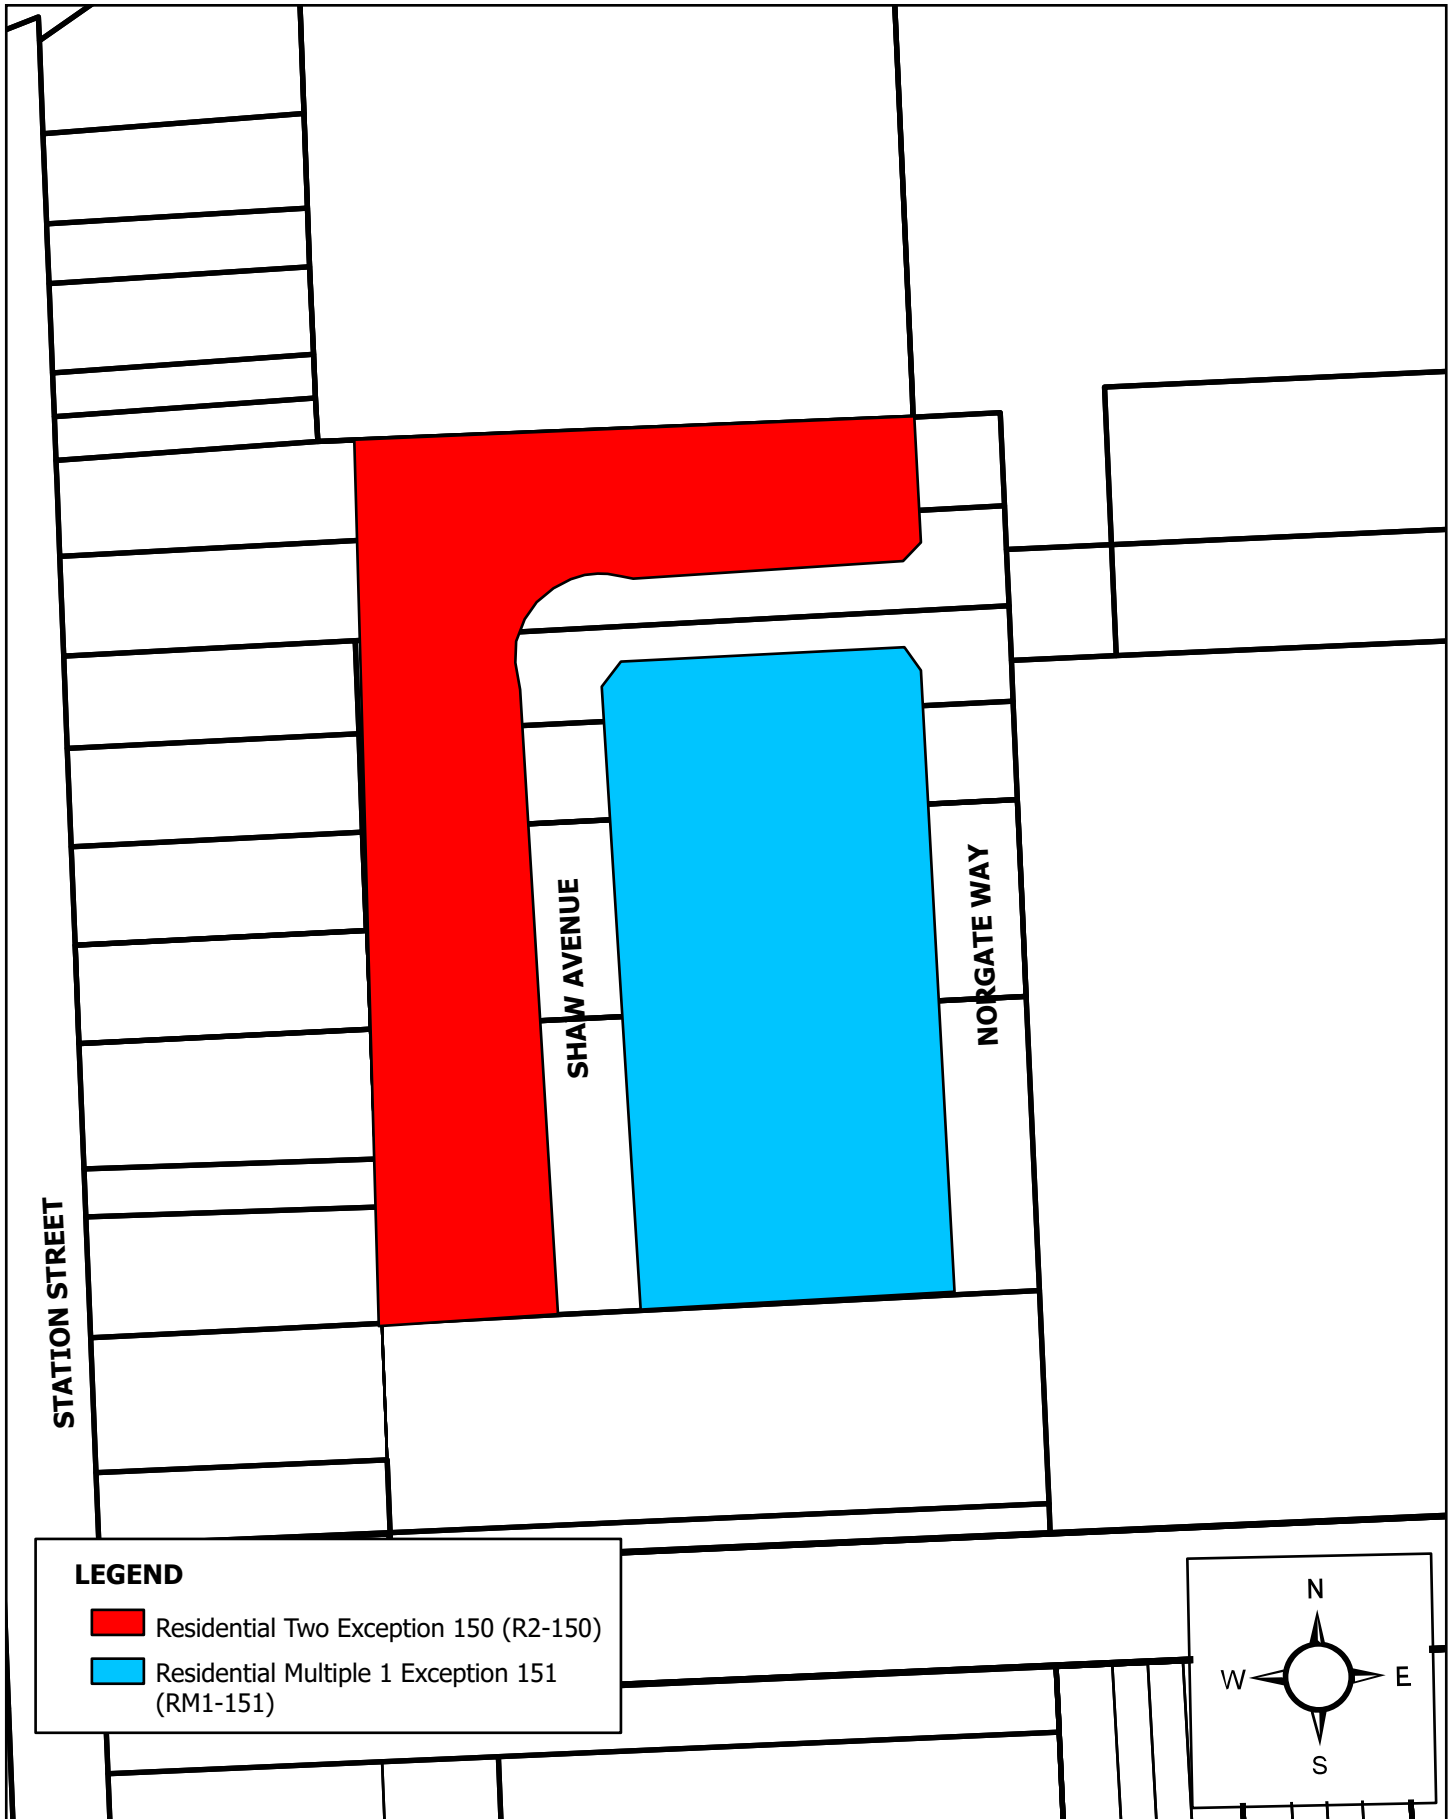 SHAW AVENUE
NORGATE WAY
STATION STREET
LEGEND
Residential Two Exception 150 (R2-150)
Residential Multiple 1 Exception 151
(RM1-151)
N
W
E
S